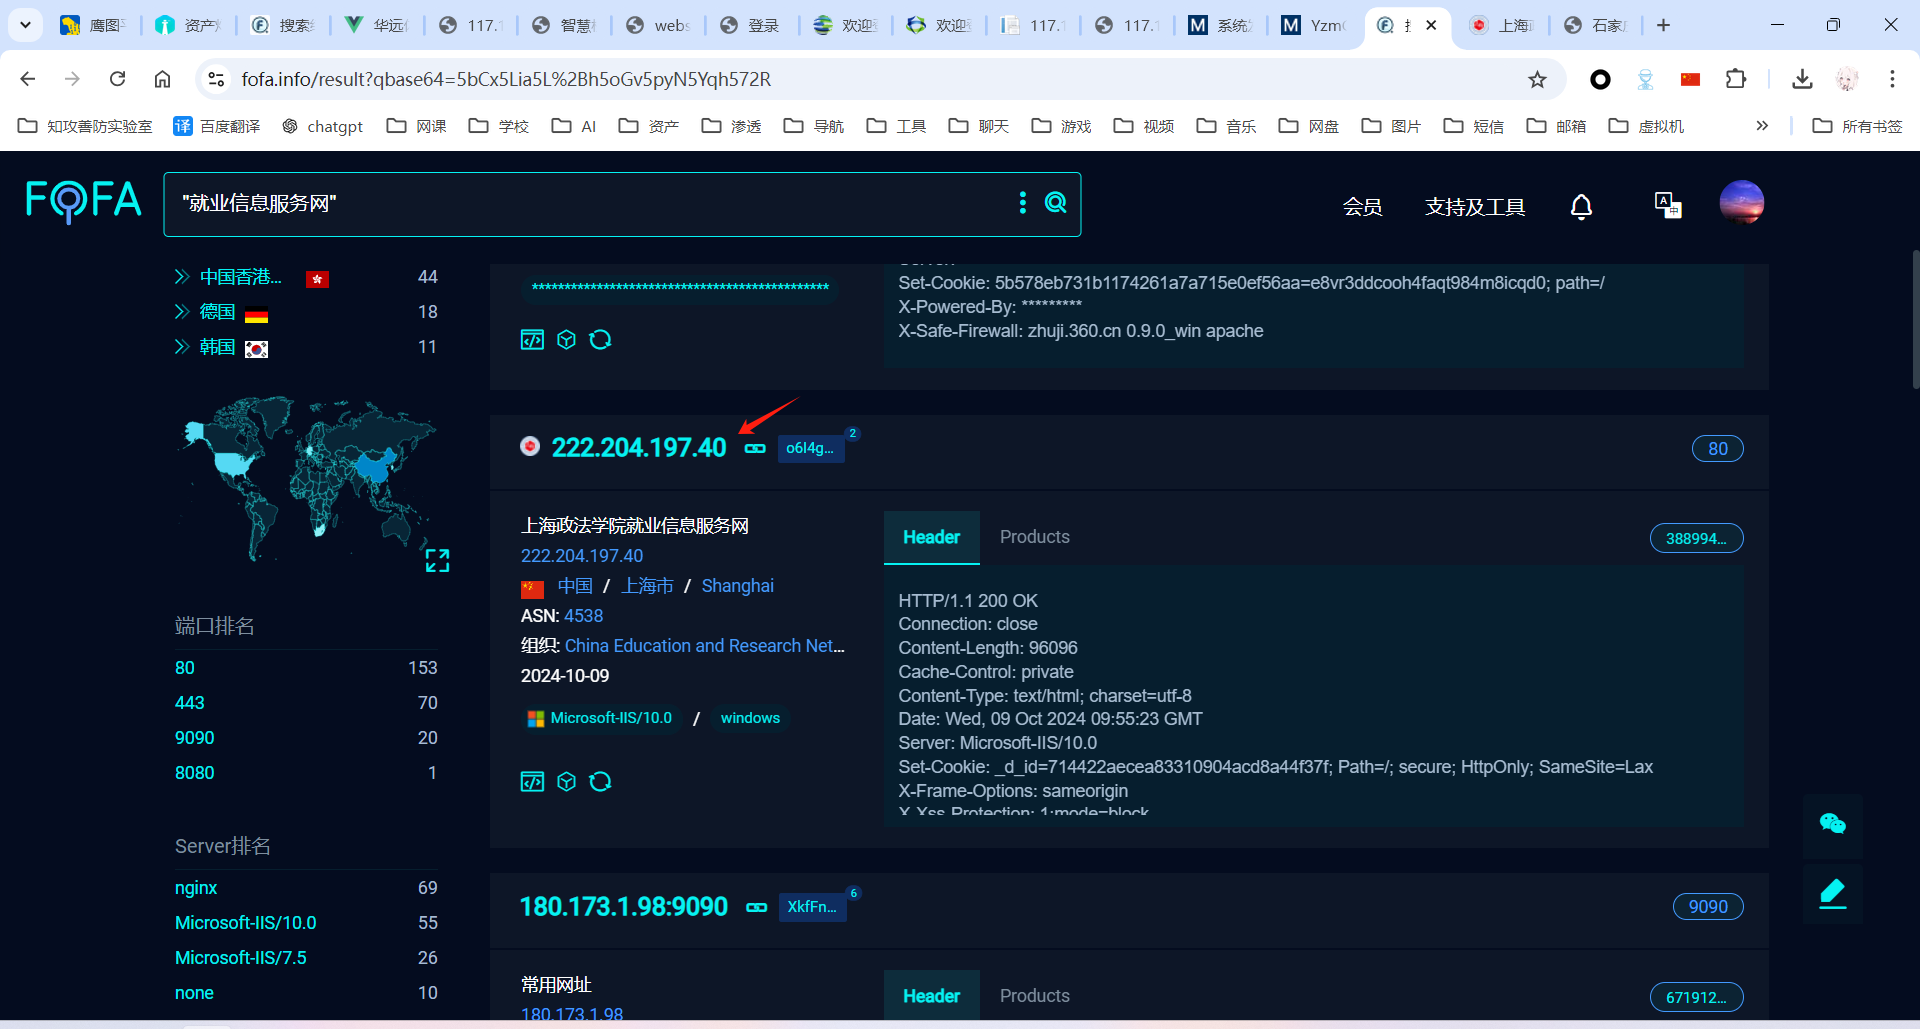 鹰图
资产
搜索
华远
117.
智慧
webs
登录
欢迎
欢迎
117.
117.
系统
Yzm
上海
石家
fofa.info/result?qbase64=5bCx5Lia5L%2Bh5oGv5pyN5Yqh572R
知攻善防实验室
译 百度翻译
chatgpt
网课
学校
AI
资产
渗透
导航
工具
聊天
游戏
视频
音乐
网盘
图片
短信
邮箱
虚拟机
所有书签
FOFA
"就业信息服务网"
会员
支持及工具
中国香港... 44
德国 18
韩国 11
端口排名
80 153
443 70
9090 20
8080 1
Server排名
nginx 69
Microsoft-IIS/10.0 55
Microsoft-IIS/7.5 26
none 10
***********************************************
Set-Cookie: 5b578eb731b1174261a7a715e0ef56aa=e8vr3ddcooh4faqt984m8icqd0; path=/
X-Powered-By: *********
X-Safe-Firewall: zhuji.360.cn 0.9.0_win apache
222.204.197.40
o6I4g... 2
80
上海政法学院就业信息服务网
222.204.197.40
中国 / 上海市 / Shanghai
ASN: 4538
组织: China Education and Research Net...
2024-10-09
Microsoft-IIS/10.0 / windows
Header Products
388994...
HTTP/1.1 200 OK
Connection: close
Content-Length: 96096
Cache-Control: private
Content-Type: text/html; charset=utf-8
Date: Wed, 09 Oct 2024 09:55:23 GMT
Server: Microsoft-IIS/10.0
Set-Cookie: _d_id=714422aecea83310904acd8a44f37f; Path=/; secure; HttpOnly; SameSite=Lax
X-Frame-Options: sameorigin
X-Xss-Protection: 1;mode=block
180.173.1.98:9090
XkfFn... 6
9090
常用网址
180.173.1.98
Header Products
671912...